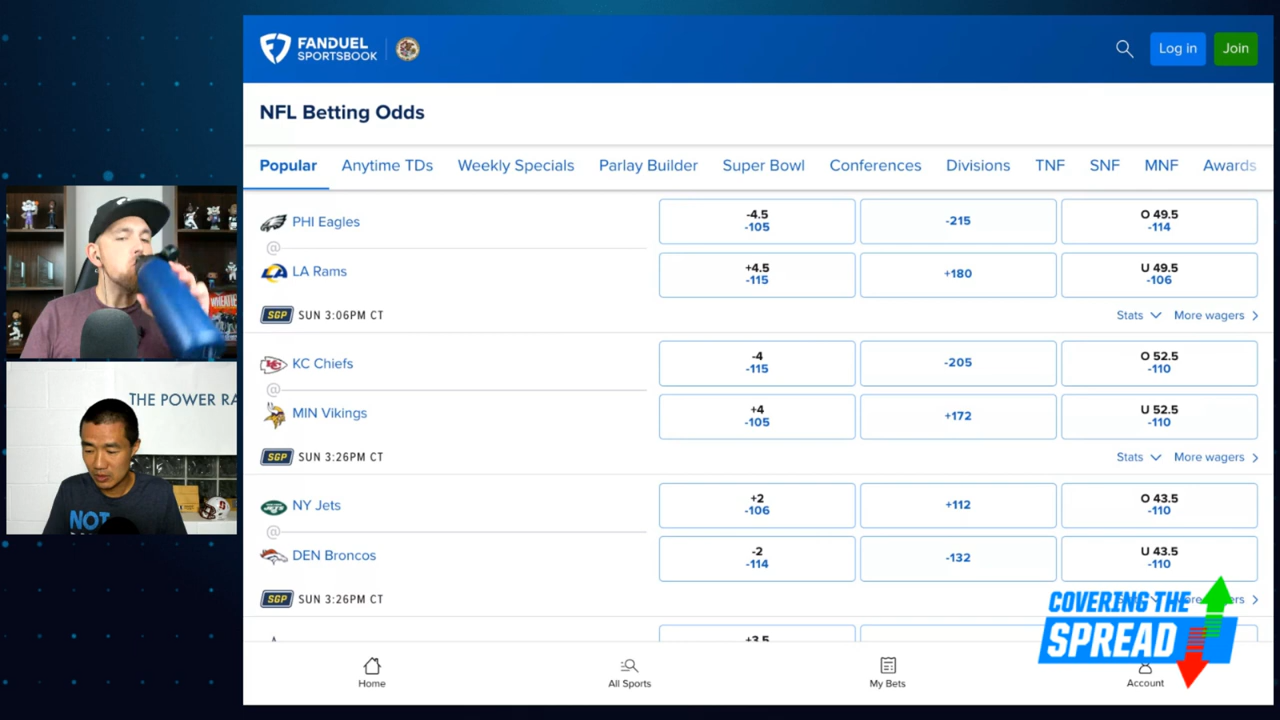 FANDUEL
SPORTSBOOK
Log in
Join
NFL Betting Odds
Popular Anytime TDs Weekly Specials Parlay Builder Super Bowl Conferences Divisions TNF SNF MNF Awards
PHI Eagles
-4.5
-105
-215
O 49.5
-114
@
LA Rams
+4.5
-115
+180
U 49.5
-106
SGP SUN 3:06PM CT
Stats More wagers
KC Chiefs
-4
-115
-205
O 52.5
-110
@
MIN Vikings
+4
-105
+172
U 52.5
-110
SGP SUN 3:26PM CT
Stats More wagers
NY Jets
+2
-106
+112
O 43.5
-110
@
DEN Broncos
-2
-114
-132
U 43.5
-110
SGP SUN 3:26PM CT
+3.5
Home
All Sports
My Bets
Account
COVERING THE
SPREAD
WHEATIE
THE POWER RA
NOT